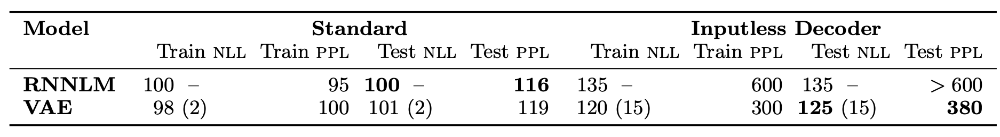 Model Standard Inputless Decoder
Train NLL Train PPL Test NLL Test PPL Train NLL Train PPL Test NLL Test PPL
RNNLM 100 – 95 100 – 116 135 – 600 135 – > 600
VAE 98 (2) 100 101 (2) 119 120 (15) 300 125 (15) 380